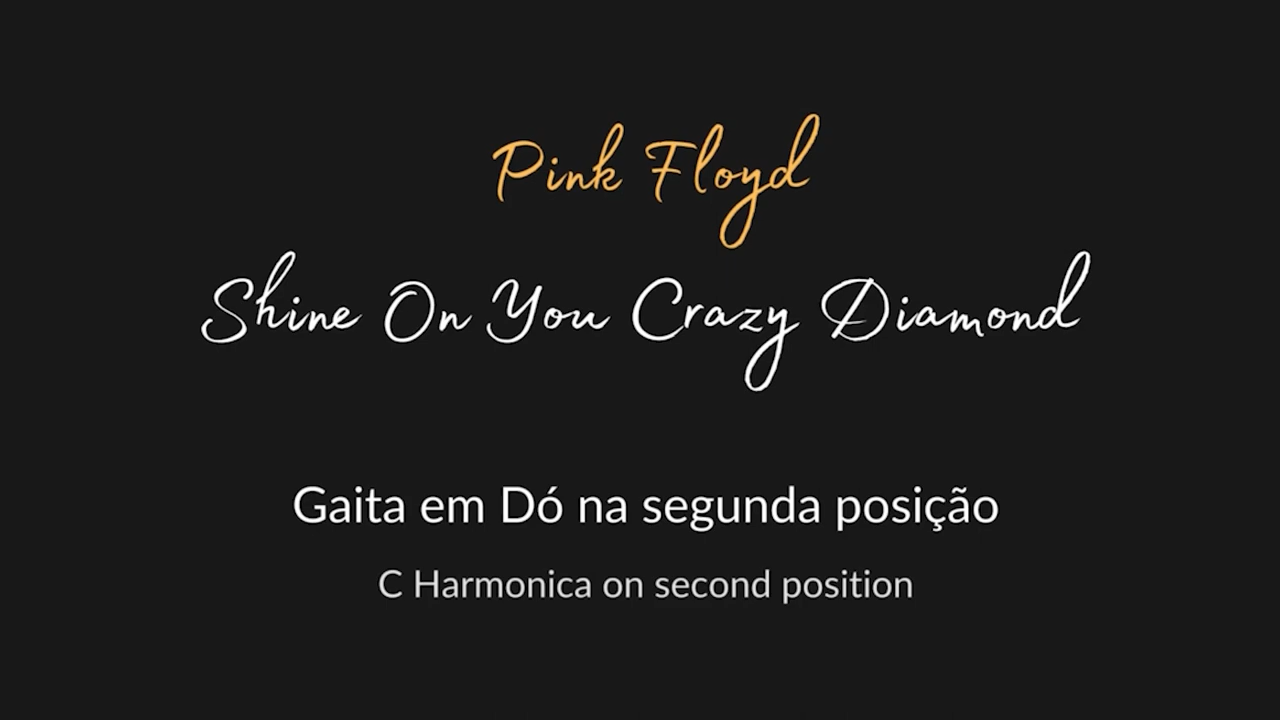 Pink Floyd
Shine On You Crazy Diamond
Gaita em Dó na segunda posição
C Harmonica on second position